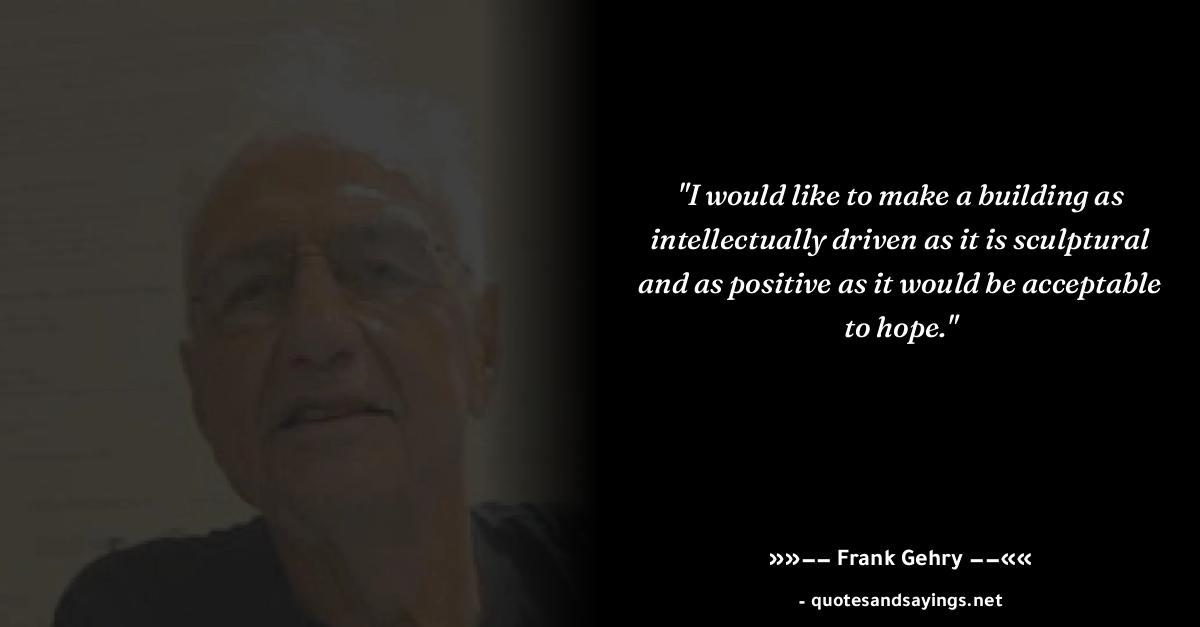 "I would like to make a building as
intellectually driven as it is sculptural
and as positive as it would be acceptable
to hope."
»»—— Frank Gehry ——««
- quotesandsayings.net